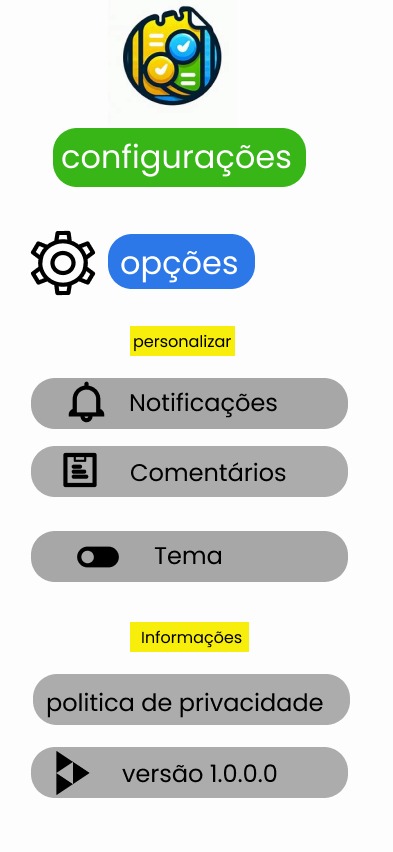 configurações
opções
personalizar
Notificações
Comentários
Tema
Informações
politica de privacidade
versão 1.0.0.0